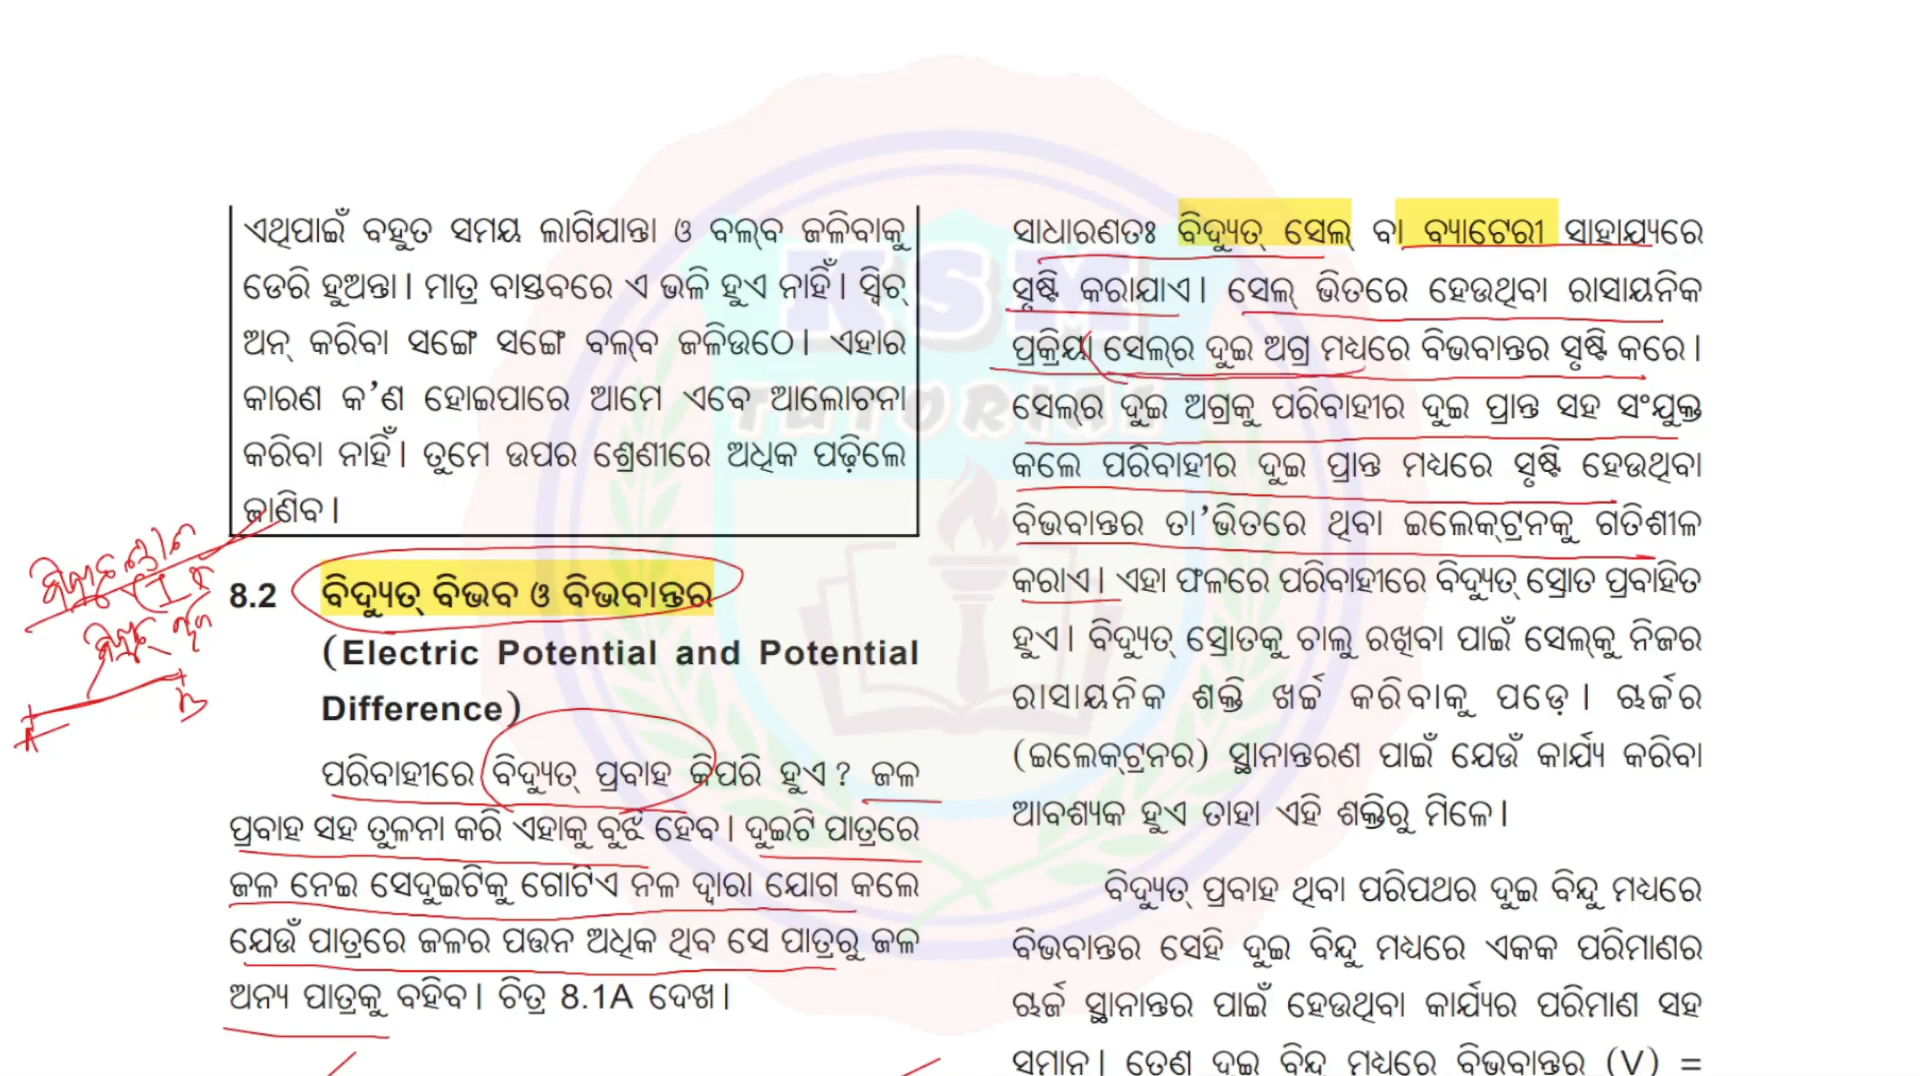 ଏଥିପାଇଁ ବହୁତ ସମୟ ଲାଗିଯାନ୍ତା ଓ ବଲ୍‌ବ ଜଳିବାକୁ
ଡେରି ହୁଅନ୍ତା। ମାତ୍ର ବାସ୍ତବରେ ଏ ଭଳି ହୁଏ ନାହିଁ। ସ୍ୱିଚ୍
ଅନ୍ କରିବା ସଙ୍ଗେ ସଙ୍ଗେ ବଲ୍‌ବ ଜଳିଉଠେ। ଏହାର
କାରଣ କ’ଣ ହୋଇପାରେ ଆମେ ଏବେ ଆଲୋଚନା
କରିବା ନାହିଁ। ତୁମେ ଉପର ଶ୍ରେଣୀରେ ଅଧିକ ପଢ଼ିଲେ
ଜାଣିବ।
8.2 ବିଦ୍ୟୁତ୍ ବିଭବ ଓ ବିଭବାନ୍ତର
(Electric Potential and Potential
Difference)
ପରିବାହୀରେ ବିଦ୍ୟୁତ୍ ପ୍ରବାହ କିପରି ହୁଏ? ଜଳ
ପ୍ରବାହ ସହ ତୁଳନା କରି ଏହାକୁ ବୁଝି ହେବ। ଦୁଇଟି ପାତ୍ରରେ
ଜଳ ନେଇ ସେଦୁଇଟିକୁ ଗୋଟିଏ ନଳ ଦ୍ୱାରା ଯୋଗ କଲେ
ଯେଉଁ ପାତ୍ରରେ ଜଳର ପତ୍ତନ ଅଧିକ ଥିବ ସେ ପାତ୍ରରୁ ଜଳ
ଅନ୍ୟ ପାତ୍ରକୁ ବହିବ। ଚିତ୍ର 8.1A ଦେଖ।
ସାଧାରଣତଃ ବିଦ୍ୟୁତ୍ ସେଲ୍ ବା ବ୍ୟାଟେରୀ ସାହାଯ୍ୟରେ
ସୃଷ୍ଟି କରାଯାଏ। ସେଲ୍ ଭିତରେ ହେଉଥିବା ରାସାୟନିକ
ପ୍ରକ୍ରିୟା ସେଲ୍‌ର ଦୁଇ ଅଗ୍ର ମଧ୍ୟରେ ବିଭବାନ୍ତର ସୃଷ୍ଟି କରେ।
ସେଲ୍‌ର ଦୁଇ ଅଗ୍ରକୁ ପରିବାହୀର ଦୁଇ ପ୍ରାନ୍ତ ସହ ସଂଯୁକ୍ତ
କଲେ ପରିବାହୀର ଦୁଇ ପ୍ରାନ୍ତ ମଧ୍ୟରେ ସୃଷ୍ଟି ହେଉଥିବା
ବିଭବାନ୍ତର ତା’ଭିତରେ ଥିବା ଇଲେକ୍‌ଟ୍ରନକୁ ଗତିଶୀଳ
କରାଏ। ଏହା ଫଳରେ ପରିବାହୀରେ ବିଦ୍ୟୁତ୍ ସ୍ରୋତ ପ୍ରବାହିତ
ହୁଏ। ବିଦ୍ୟୁତ୍ ସ୍ରୋତକୁ ଚାଲୁ ରଖିବା ପାଇଁ ସେଲ୍‌କୁ ନିଜର
ରାସାୟନିକ ଶକ୍ତି ଖର୍ଚ୍ଚ କରିବାକୁ ପଡ଼େ। ଚାର୍ଜର
(ଇଲେକ୍‌ଟ୍ରନର) ସ୍ଥାନାନ୍ତରଣ ପାଇଁ ଯେଉଁ କାର୍ଯ୍ୟ କରିବା
ଆବଶ୍ୟକ ହୁଏ ତାହା ଏହି ଶକ୍ତିରୁ ମିଳେ।
ବିଦ୍ୟୁତ୍ ପ୍ରବାହ ଥିବା ପରିପଥର ଦୁଇ ବିନ୍ଦୁ ମଧ୍ୟରେ
ବିଭବାନ୍ତର ସେହି ଦୁଇ ବିନ୍ଦୁ ମଧ୍ୟରେ ଏକକ ପରିମାଣର
ଚାର୍ଜ ସ୍ଥାନାନ୍ତର ପାଇଁ ହେଉଥିବା କାର୍ଯ୍ୟର ପରିମାଣ ସହ
ସମାନ। ତେଣୁ ଦୁଇ ବିନ୍ଦୁ ମଧ୍ୟରେ ବିଭବାନ୍ତର (V) =
KSM
TUTORIAL
A
B